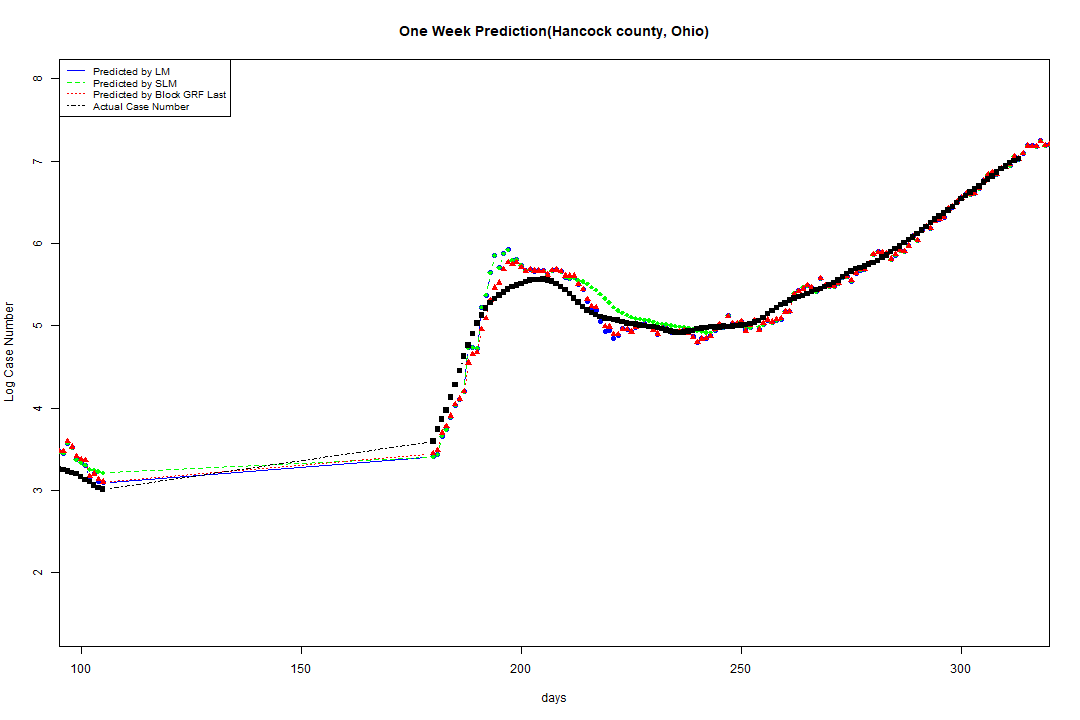 One Week Prediction(Hancock county, Ohio)
Predicted by LM
Predicted by SLM
Predicted by Block GRF Last
Actual Case Number
8
7
6
5
4
3
2
Log Case Number
100 150 200 250 300
days